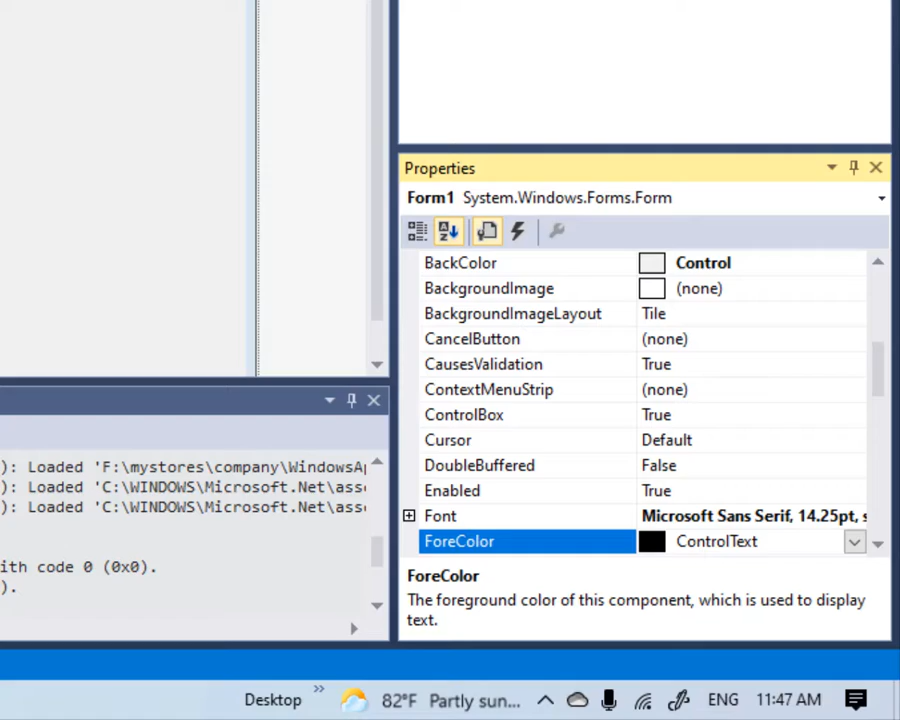 Properties
Form1 System.Windows.Forms.Form
BackColor Control
BackgroundImage (none)
BackgroundImageLayout Tile
CancelButton (none)
CausesValidation True
ContextMenuStrip (none)
ControlBox True
Cursor Default
DoubleBuffered False
Enabled True
Font Microsoft Sans Serif, 14.25pt, s
ForeColor ControlText
ForeColor
The foreground color of this component, which is used to display
text.
): Loaded 'F:\mystores\company\WindowsAp
): Loaded 'C:\WINDOWS\Microsoft.Net\asse
): Loaded 'C:\WINDOWS\Microsoft.Net\asse
ith code 0 (0x0).
).
Desktop 82°F Partly sun... ENG 11:47 AM